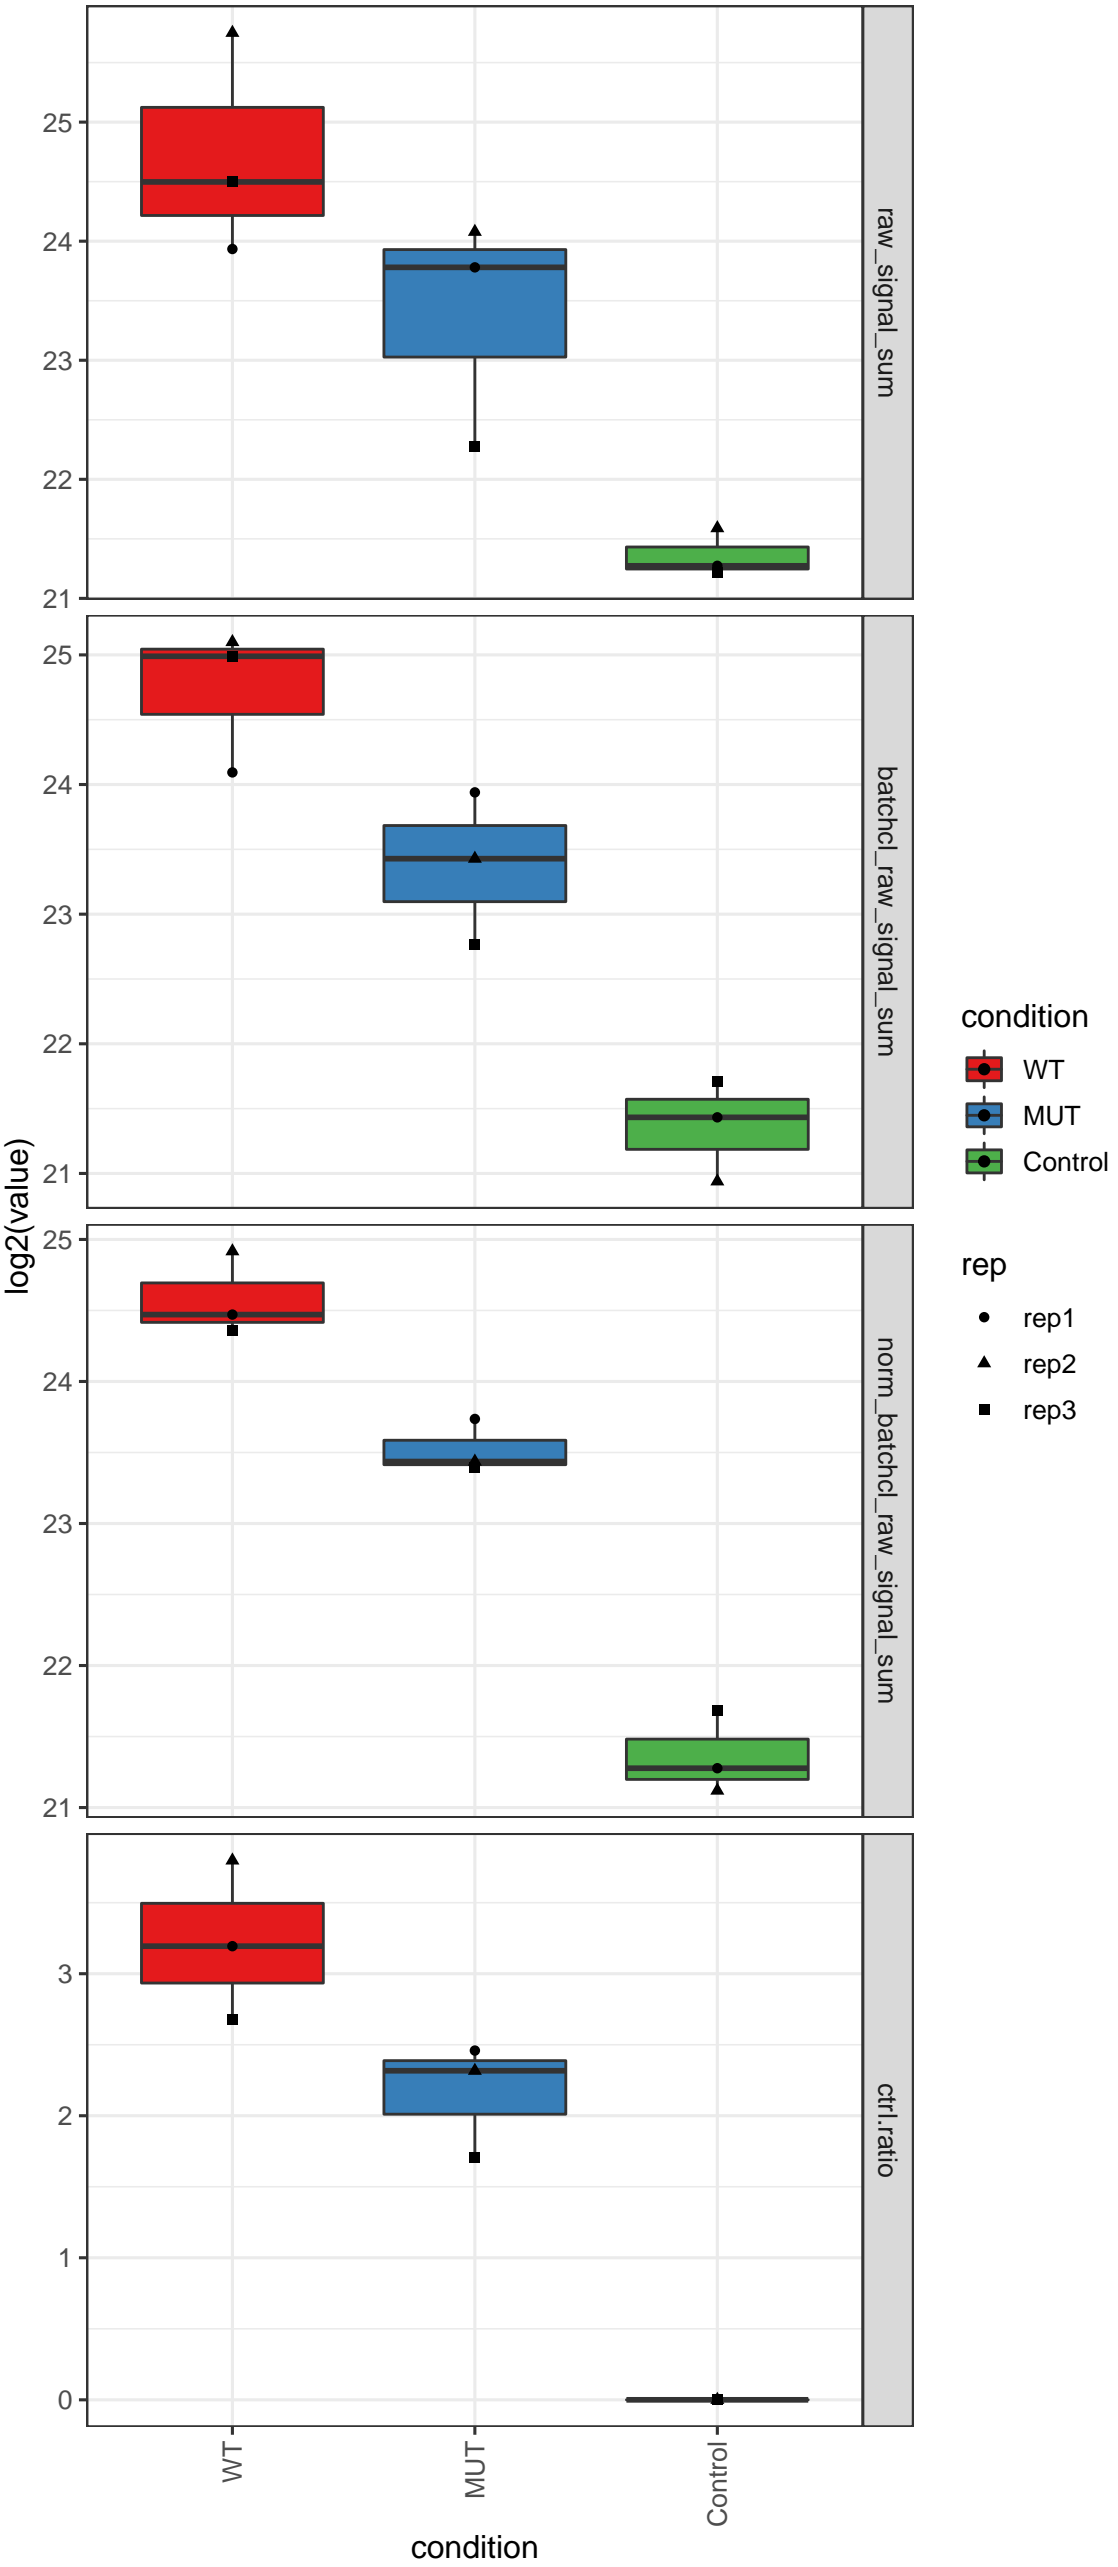 log2(value)
25
24
23
22
21
raw_signal_sum
25
24
23
22
21
batchcl_raw_signal_sum
25
24
23
22
21
norm_batchcl_raw_signal_sum
3
2
1
0
ctrl.ratio
WT
MUT
Control
condition
condition
WT
MUT
Control
rep
rep1
rep2
rep3